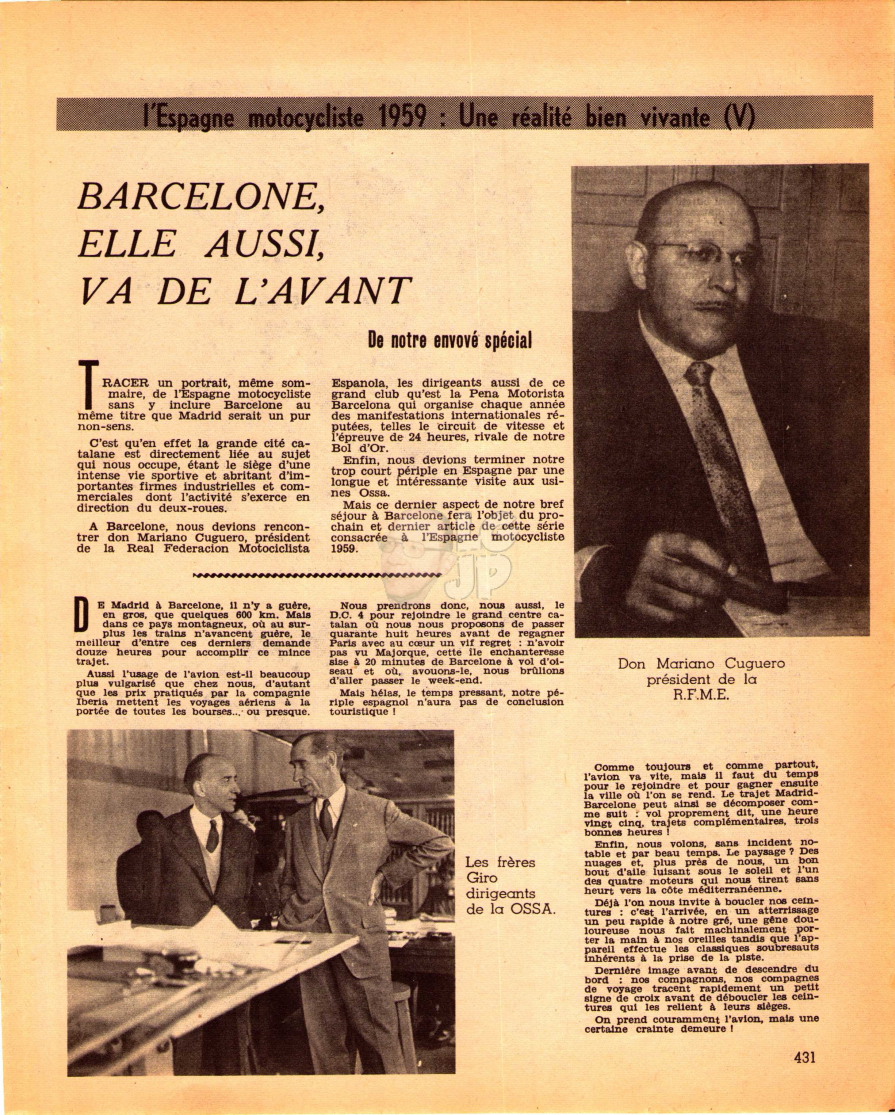 l'Espagne motocycliste 1959 : Une réalité bien vivante (V)
BARCELONE,
ELLE AUSSI,
VA DE L'AVANT
De notre envové spécial
TRACER un portrait, même som-
maire, de l'Espagne motocycliste
sans y inclure Barcelone au
même titre que Madrid serait un pur
non-sens.
C'est qu'en effet la grande cité ca-
talane est directement liée au sujet
qui nous occupe, étant le siège d'une
intense vie sportive et abritant d'im-
portantes firmes industrielles et com-
merciales dont l'activité s'exerce en
direction du deux-roues.
A Barcelone, nous devions rencon-
trer don Mariano Cuguero, président
de la Real Federacion Motociclista
Espanola, les dirigeants aussi de ce
grand club qu'est la Pena Motorista
Barcelona qui organise chaque année
des manifestations internationales ré-
putées, telles le circuit de vitesse et
l'épreuve de 24 heures, rivale de notre
Bol d'Or.
Enfin, nous devions terminer notre
trop court périple en Espagne par une
longue et intéressante visite aux usi-
nes Ossa.
Mais ce dernier aspect de notre bref
séjour à Barcelone fera l'objet du pro-
chain et dernier article de cette série
consacrée à l'Espagne motocycliste
1959.
JP
DE Madrid à Barcelone, il n'y a guère,
en gros, que quelques 600 km. Mais
dans ce pays montagneux, où au sur-
plus les trains n'avancent guère, le
meilleur d'entre ces derniers demande
douze heures pour accomplir ce mince
trajet.
Aussi l'usage de l'avion est-il beaucoup
plus vulgarisé que chez nous, d'autant
que les prix pratiqués par la compagnie
Iberia mettent les voyages aériens à la
portée de toutes les bourses... ou presque.
Nous prendrons donc, nous aussi, le
D.C. 4 pour rejoindre le grand centre ca-
talan où nous nous proposons de passer
quarante huit heures avant de regagner
Paris avec au cœur un vif regret : n'avoir
pas vu Majorque, cette île enchanteresse
sise à 20 minutes de Barcelone à vol d'oi-
seau et où, avouons-le, nous brûlions
d'aller passer le week-end.
Mais hélas, le temps pressant, notre pé-
riple espagnol n'aura pas de conclusion
touristique !
Don Mariano Cuguero
président de la
R.F.M.E.
Les frères
Giro
dirigeants
de la OSSA.
Comme toujours et comme partout,
l'avion va vite, mais il faut du temps
pour le rejoindre et pour gagner ensuite
la ville où l'on se rend. Le trajet Madrid-
Barcelone peut ainsi se décomposer com-
me suit : vol proprement dit, une heure
vingt cinq, trajets complémentaires, trois
bonnes heures !
Enfin, nous volons, sans incident no-
table et par beau temps. Le paysage ? Des
nuages et, plus près de nous, un bon
bout d'aile luisant sous le soleil et l'un
des quatre moteurs qui nous tirent sans
heurt vers la côte méditerranéenne.
Déjà l'on nous invite à boucler nos cein-
tures : c'est l'arrivée, en un atterrissage
un peu rapide à notre gré, une gêne dou-
loureuse nous fait machinalement por-
ter la main à nos oreilles tandis que l'ap-
pareil effectue les classiques soubresauts
inhérents à la prise de la piste.
Dernière image avant de descendre du
bord : nos compagnons, nos compagnes
de voyage tracent rapidement un petit
signe de croix avant de déboucler les cein-
tures qui les relient à leurs sièges.
On prend couramment l'avion, mais une
certaine crainte demeure !
431